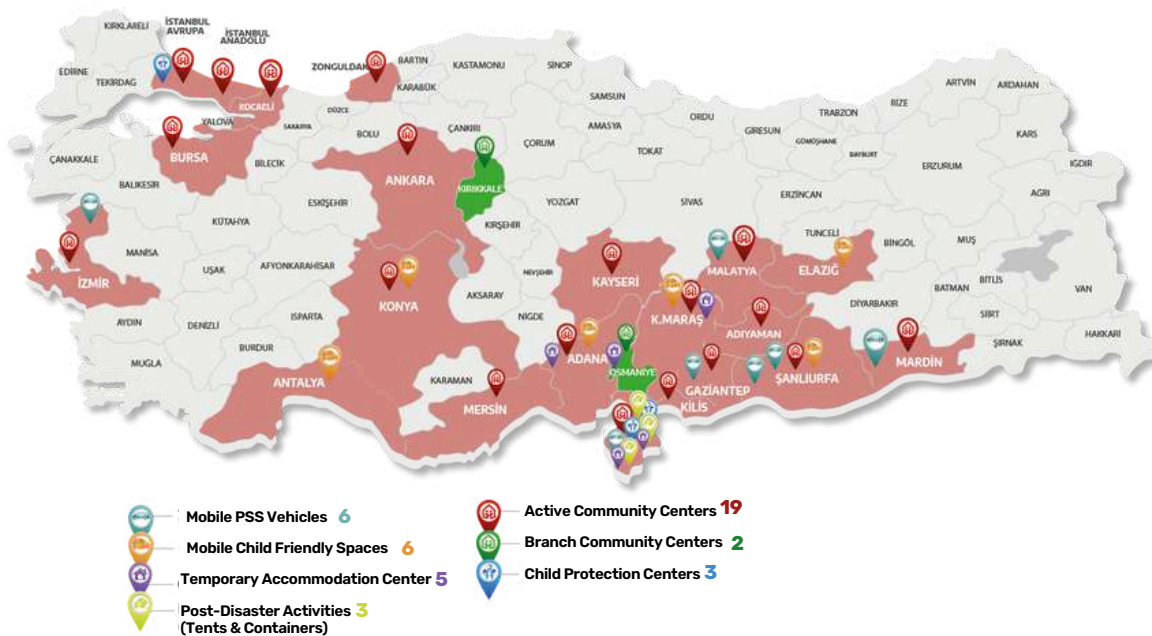 KIRKLARELİ
İSTANBUL
AVRUPA
İSTANBUL
ANADOLU
EDİRNE
TEKİRDAG
KOCAELİ
YALOVA
SAKARYA
DÜZCE
ZONGULDAK
BARTIN
KARABÜK
KASTAMONU
SİNOP
SAMSUN
ORDU
GİRESUN
TRABZON
RİZE
ARTVİN
ARDAHAN
GÜMÜŞHANE
BAYBURT
KARS
IGDIR
AGRI
ERZURUM
ERZİNCAN
BOLU
ÇANKIRI
ÇORUM
AMASYA
TOKAT
ÇANAKKALE
BURSA
BİLECİK
BALIKESİR
ESKİŞEHİR
ANKARA
KIRIKKALE
KIRŞEHİR
YOZGAT
SİVAS
KÜTAHYA
MANİSA
UŞAK
AFYONKARAHİSAR
İZMİR
AYDIN
DENİZLİ
ISPARTA
BURDUR
MUGLA
ANTALYA
KONYA
AKSARAY
NEVŞEHİR
NİGDE
KARAMAN
MERSİN
KAYSERİ
ADANA
OSMANİYE
K.MARAŞ
MALATYA
ADIYAMAN
ELAZIĞ
TUNCELİ
BİNGÖL
MUŞ
BİTLİS
VAN
BATMAN
SİİRT
DİYARBAKIR
ŞIRNAK
HAKKARİ
MARDİN
ŞANLIURFA
GAZİANTEP
KİLİS
Mobile PSS Vehicles 6
Mobile Child Friendly Spaces 6
Temporary Accommodation Center 5
Post-Disaster Activities 3
(Tents & Containers)
Active Community Centers 19
Branch Community Centers 2
Child Protection Centers 3